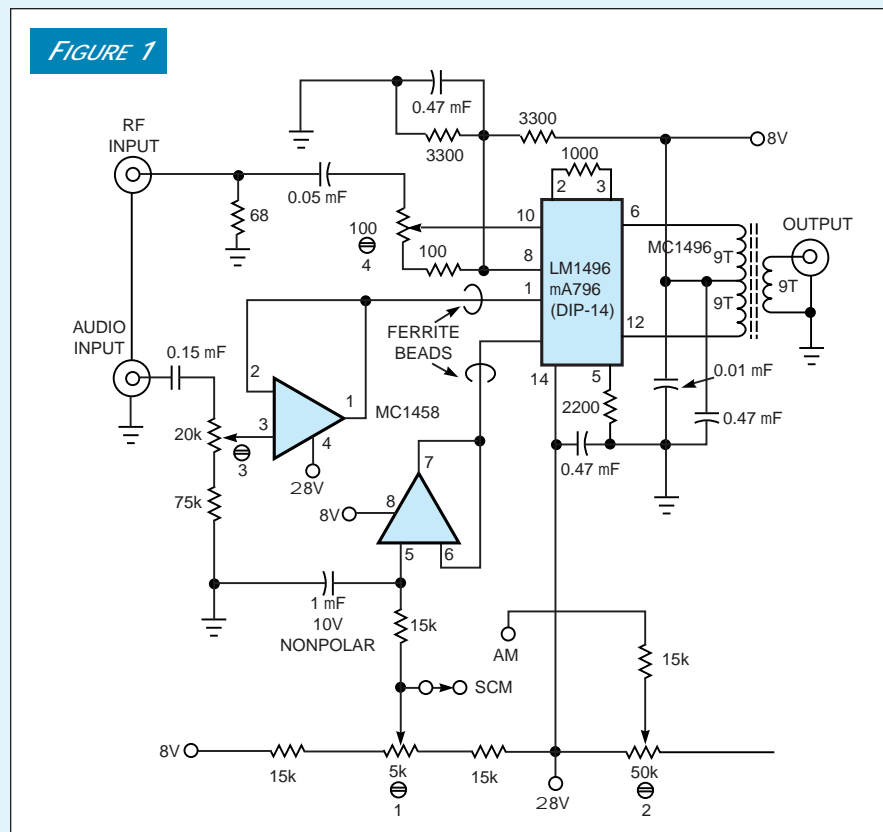 FIGURE 1
0.47 mF
RF
INPUT
3300
3300
8V
1000
0.05 mF
2
3
68
10
6
OUTPUT
MC1496
100
4
100
8
LM1496
mA796
(DIP-14)
9T
9T
9T
1
AUDIO
INPUT
FERRITE
BEADS
12
0.15 mF
2
14
5
0.01 mF
1
MC1458
2200
0.47 mF
20k
3
3
4
0.47 mF
28V
7
75k
8V
8
5
6
1 mF
10V
NONPOLAR
15k
AM
15k
SCM
8V
15k
5k
1
15k
28V
50k
2